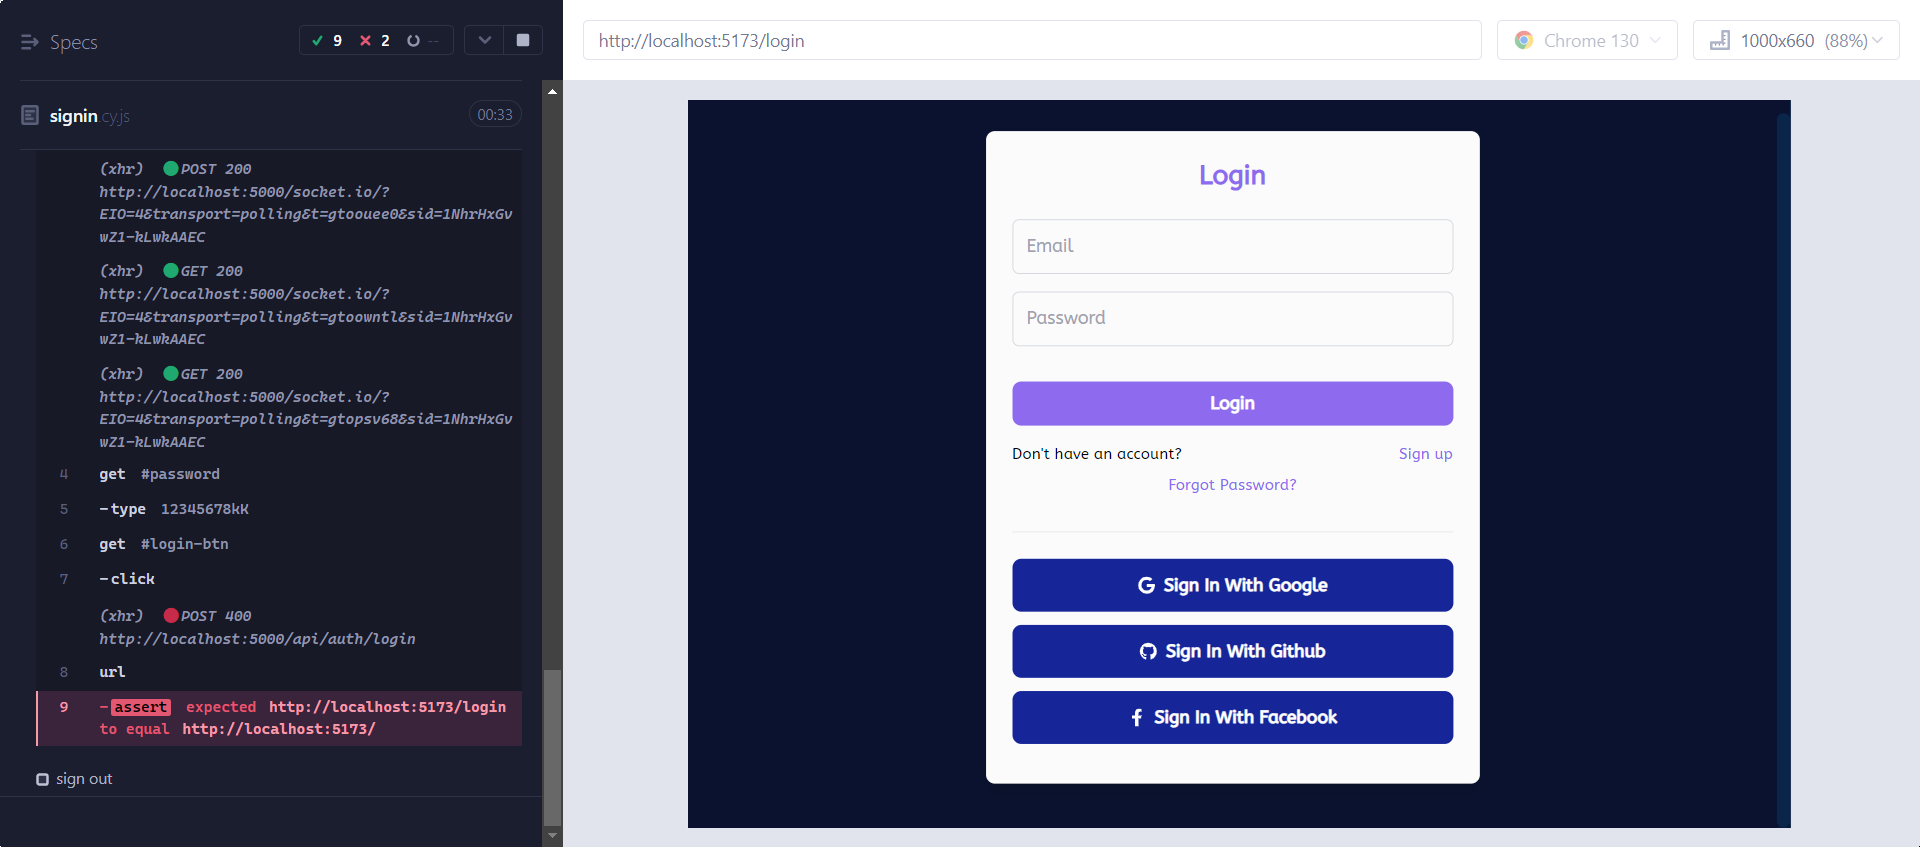 Specs
9
2
--
signin.cy.js
00:33
(xhr) POST 200
http://localhost:5000/socket.io/?
EIO=4&transport=polling&t=gtoouee0&sid=1NhrHxGv
wZ1-kLwkAAEC
(xhr) GET 200
http://localhost:5000/socket.io/?
EIO=4&transport=polling&t=gtoowntl&sid=1NhrHxGv
wZ1-kLwkAAEC
(xhr) GET 200
http://localhost:5000/socket.io/?
EIO=4&transport=polling&t=gtopsv68&sid=1NhrHxGv
wZ1-kLwkAAEC
4 get #password
5 -type 12345678kK
6 get #login-btn
7 -click
(xhr) POST 400
http://localhost:5000/api/auth/login
8 url
9 -assert expected http://localhost:5173/login
to equal http://localhost:5173/
sign out
http://localhost:5173/login
Chrome 130
1000x660 (88%)
Login
Email
Password
Login
Don't have an account? Sign up
Forgot Password?
Sign In With Google
Sign In With Github
Sign In With Facebook